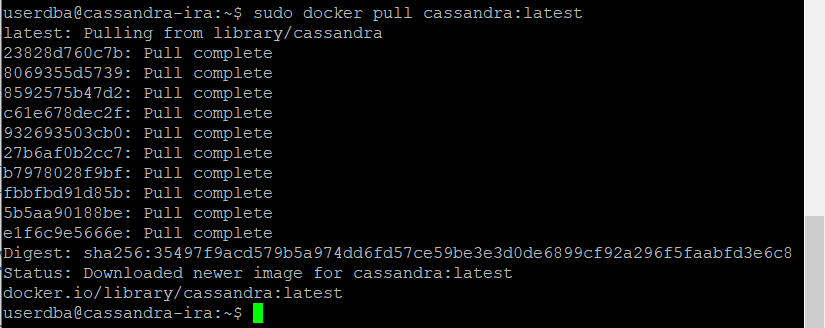 userdba@cassandra-ira:~$ sudo docker pull cassandra:latest
latest: Pulling from library/cassandra
23828d760c7b: Pull complete
8069355d5739: Pull complete
8592575b47d2: Pull complete
c61e678dec2f: Pull complete
932693503cb0: Pull complete
27b6af0b2cc7: Pull complete
b7978028f9bf: Pull complete
fbbfbd91d85b: Pull complete
5b5aa90188be: Pull complete
e1f6c9e5666e: Pull complete
Digest: sha256:35497f9acd579b5a974dd6fd57ce59be3e3d0de6899cf92a296f5faabfd3e6c8
Status: Downloaded newer image for cassandra:latest
docker.io/library/cassandra:latest
userdba@cassandra-ira:~$